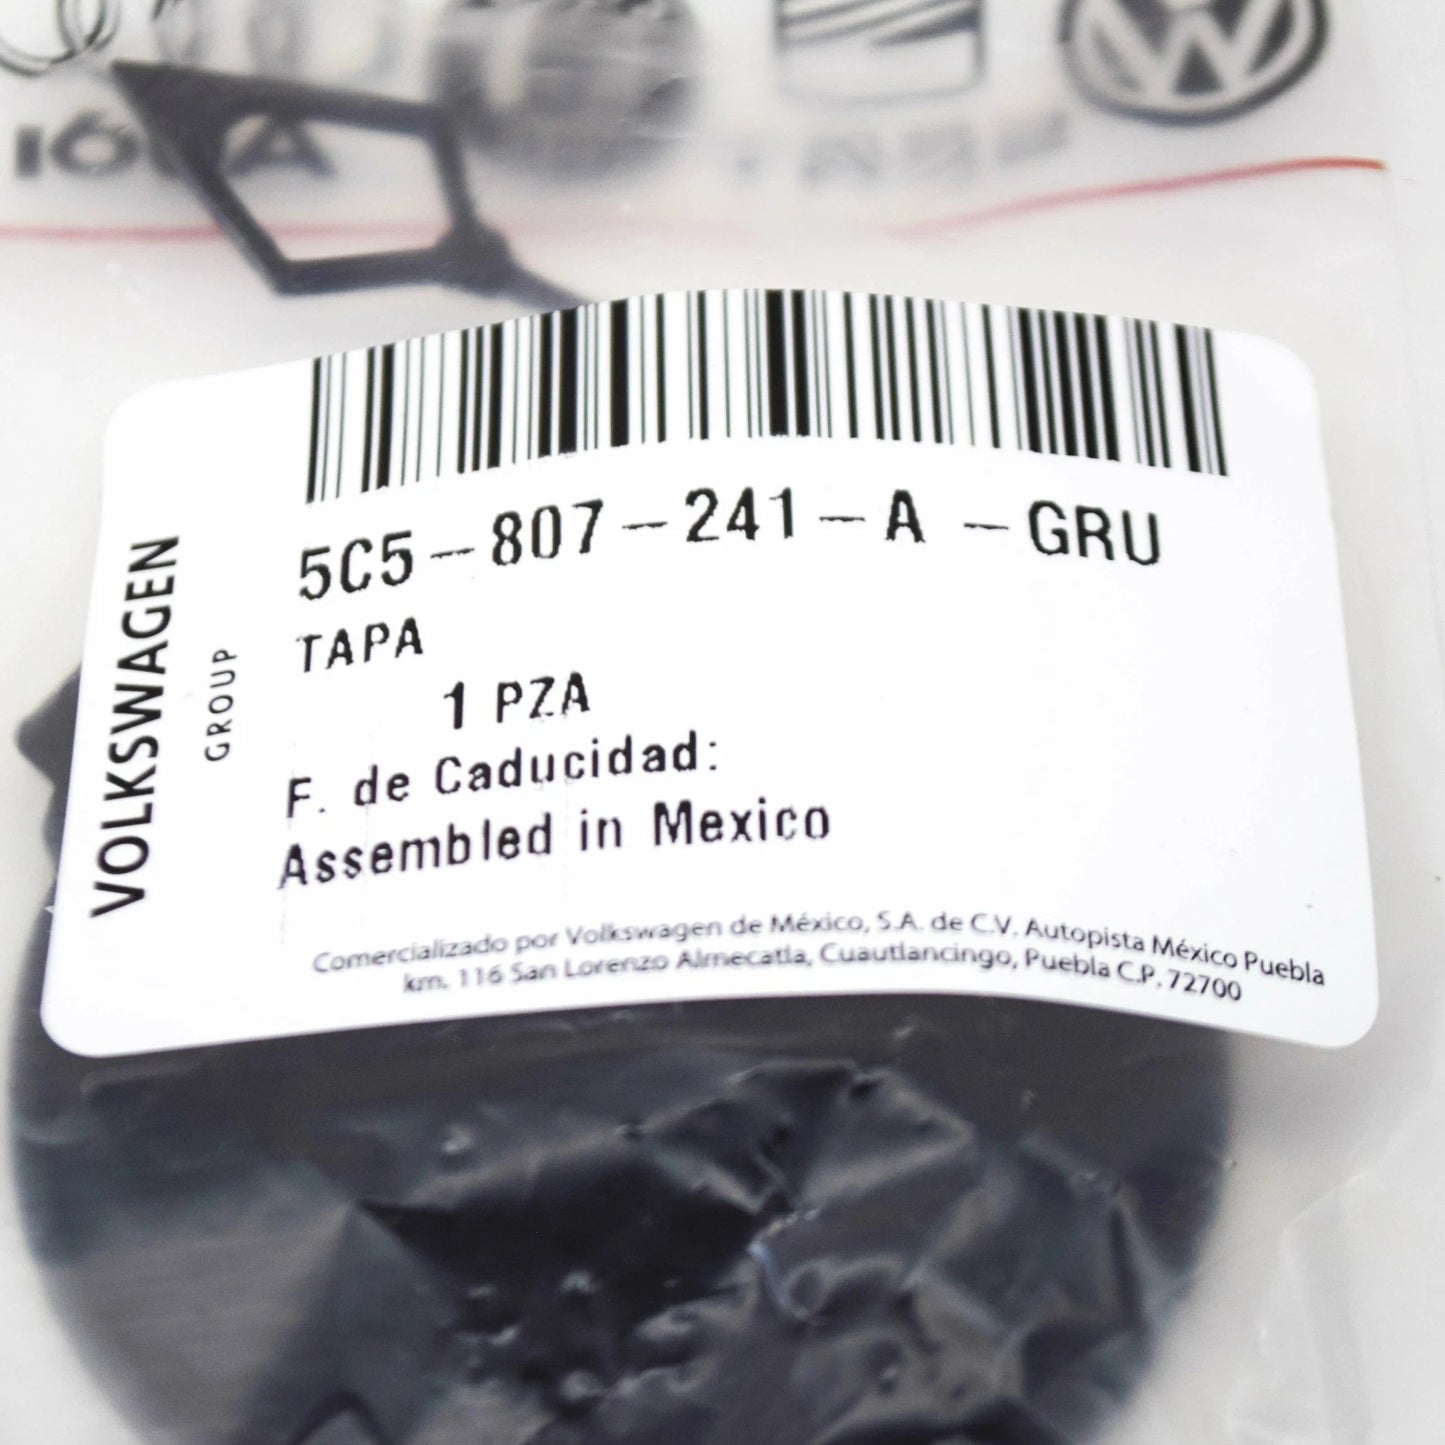 5C5-807-241-A -GRU
TAPA
1 PZA
F. de Caducidad:
Assembled in Mexico
VOLKSWAGEN
GROUP
Comercializado por Volkswagen de México, S.A. de C.V. Autopista México Puebla
km. 116 San Lorenzo Almecatla, Cuautlancingo, Puebla C.P. 72700